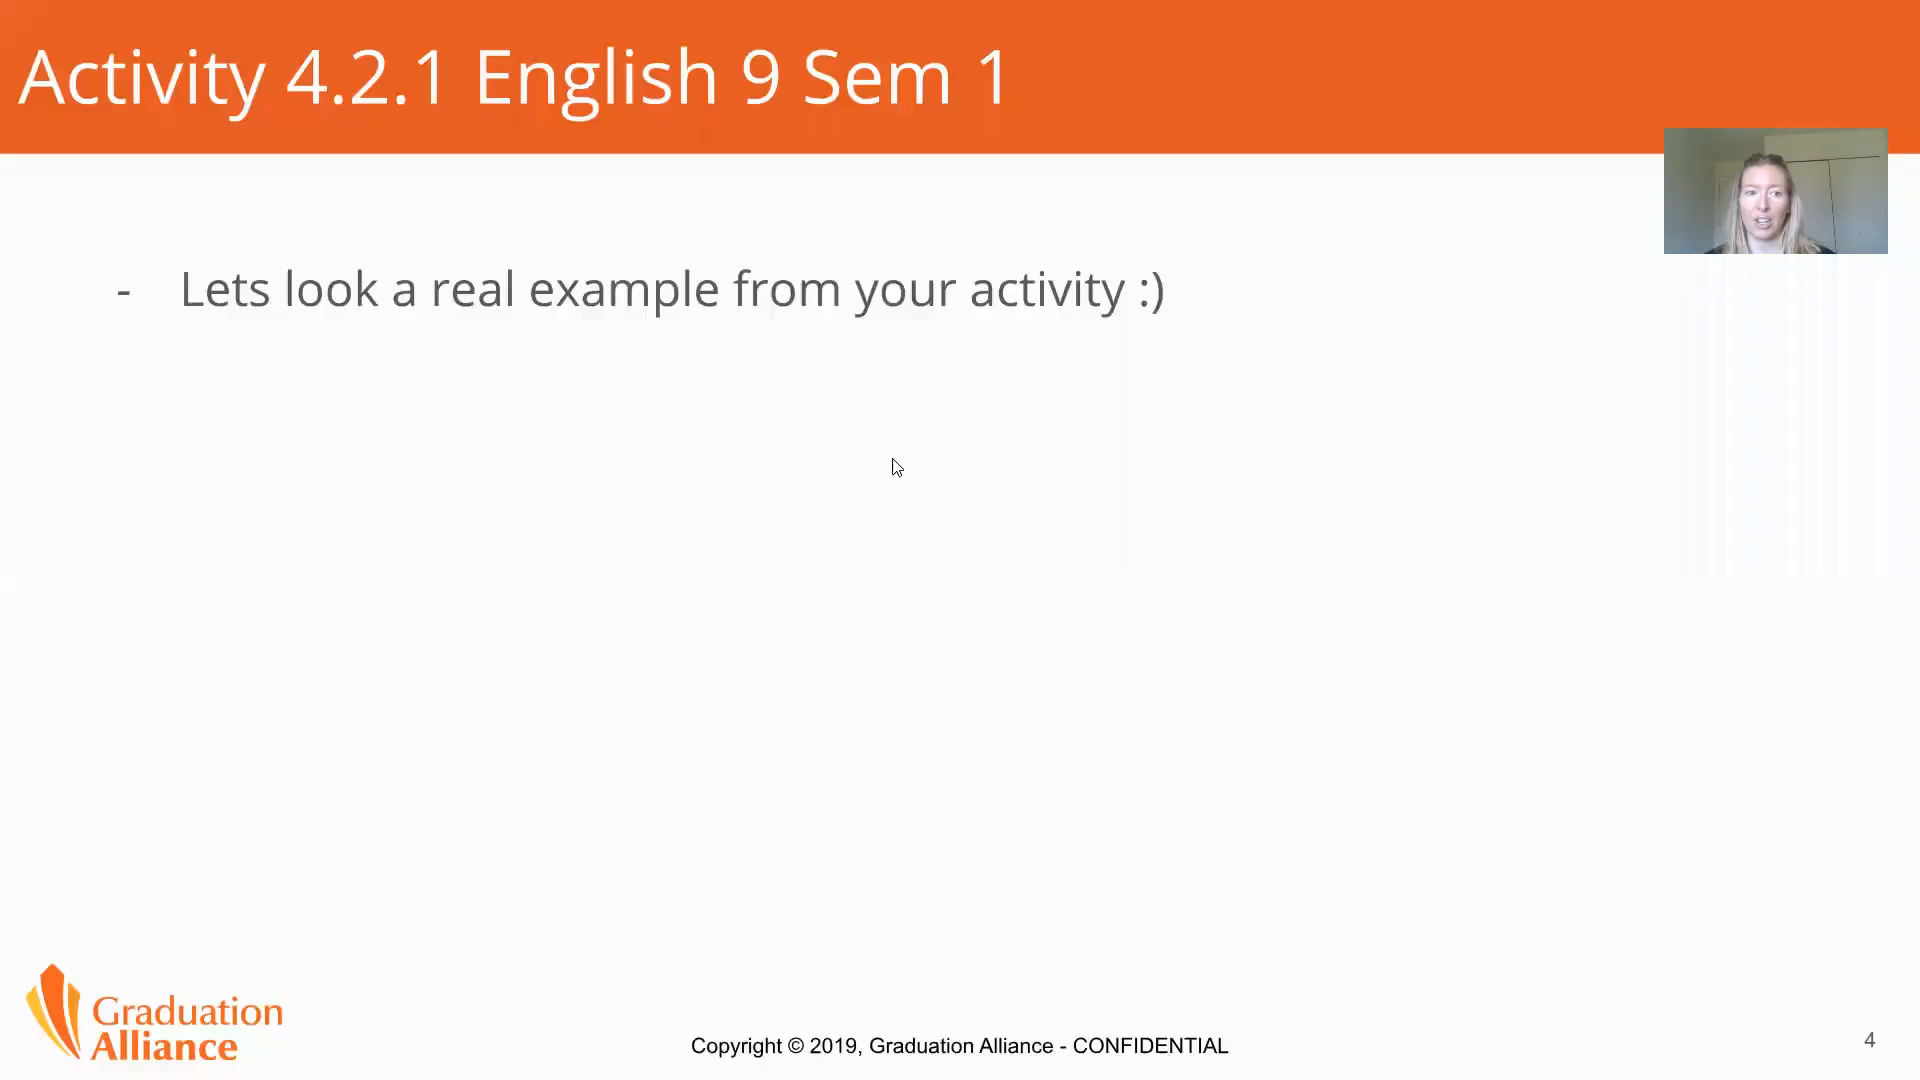 Activity 4.2.1 English 9 Sem 1
- Lets look a real example from your activity :)
Graduation
Alliance
Copyright © 2019, Graduation Alliance - CONFIDENTIAL
4